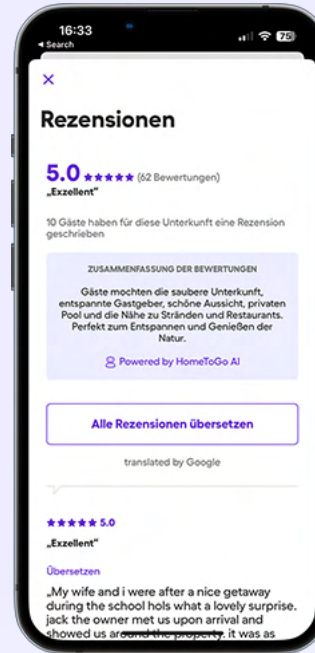 16:33
75
◀ Search
Rezensionen
5.0 ★★★★★ (62 Bewertungen)
„Exzellent“
10 Gäste haben für diese Unterkunft eine Rezension
geschrieben
ZUSAMMENFASSUNG DER BEWERTUNGEN
Gäste mochten die saubere Unterkunft,
entspannte Gastgeber, schöne Aussicht, privaten
Pool und die Nähe zu Stränden und Restaurants.
Perfekt zum Entspannen und Genießen der
Natur.
Powered by HomeToGo AI
Alle Rezensionen übersetzen
translated by Google
★★★★★ 5.0
„Exzellent“
Übersetzen
„My wife and i were after a nice getaway
during the school hols what a lovely surprise.
jack the owner met us upon arrival and
showed us around the property. it was as